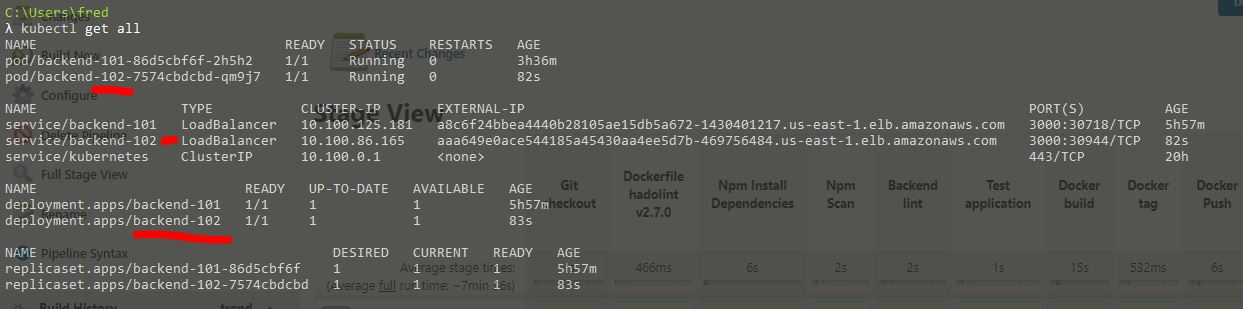 C:\Users\fred
λ kubectl get all
NAME READY STATUS RESTARTS AGE
pod/backend-101-86d5cbf6f-2h5h2 1/1 Running 0 3h36m
pod/backend-102-7574cbdcbd-qm9j7 1/1 Running 0 82s
NAME TYPE CLUSTER-IP EXTERNAL-IP PORT(S) AGE
service/backend-101 LoadBalancer 10.100.125.181 a8c6f24bbea4440b28105ae15db5a672-1430401217.us-east-1.elb.amazonaws.com 3000:30718/TCP 5h57m
service/backend-102 LoadBalancer 10.100.86.165 aaa649e0ace544185a45430aa4ee5d7b-469756484.us-east-1.elb.amazonaws.com 3000:30944/TCP 82s
service/kubernetes ClusterIP 10.100.0.1 <none> 443/TCP 20h
NAME READY UP-TO-DATE AVAILABLE AGE
deployment.apps/backend-101 1/1 1 1 5h57m
deployment.apps/backend-102 1/1 1 1 83s
NAME DESIRED CURRENT READY AGE
replicaset.apps/backend-101-86d5cbf6f 1 1 1 5h57m
replicaset.apps/backend-102-7574cbdcbd 1 1 1 83s
Changes
Build Now
Configure
Delete Pipeline
Full Stage View
Rename
Pipeline Syntax
Build History trend
Recent Changes
Stage View
Git checkout
Dockerfile hadolint v2.7.0
Npm Install Dependencies
Npm Scan
Backend lint
Test application
Docker build
Docker tag
Docker Push
Average stage times:
(Average full run time: ~7min 16s)
466ms 6s 2s 2s 1s 15s 532ms 6s